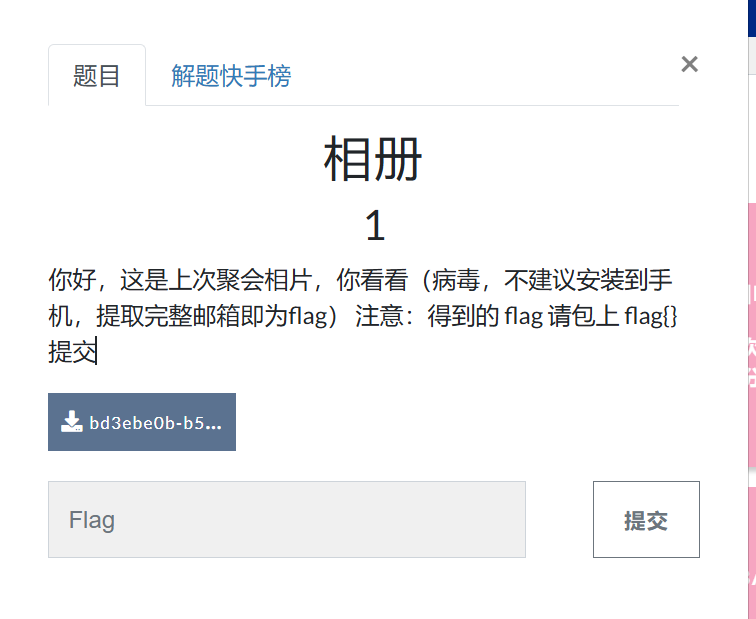 题目 解题快手榜 ×
相册
1
你好，这是上次聚会相片，你看看（病毒，不建议安装到手
机，提取完整邮箱即为flag） 注意：得到的 flag 请包上 flag{}
提交
bd3ebe0b-b5...
Flag 提交